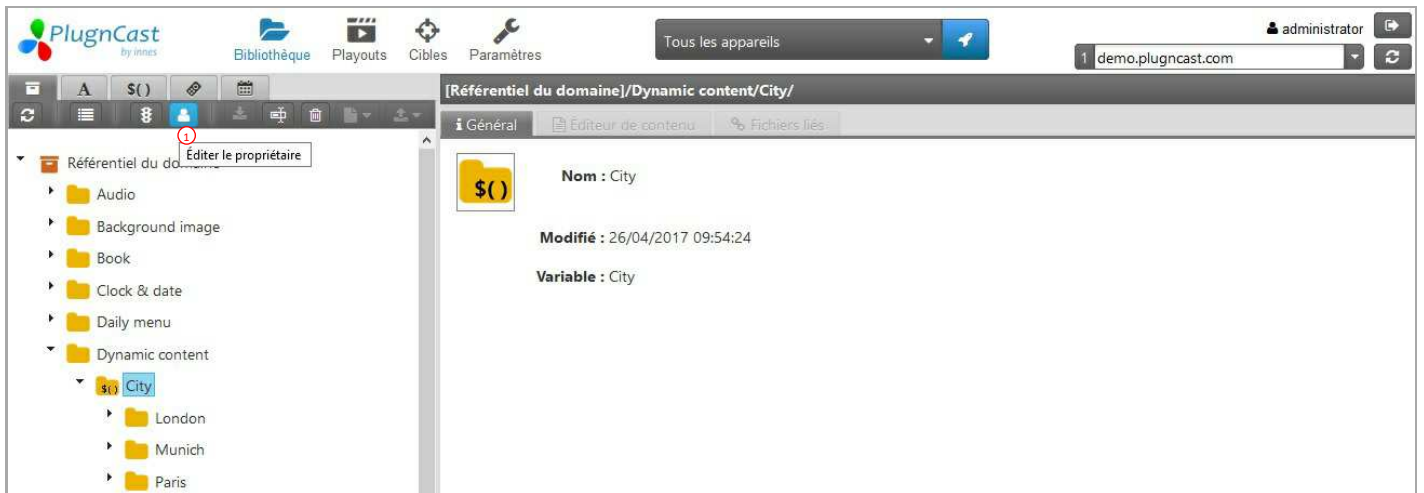 PlugnCast
by innes
Bibliothèque
Playouts
Cibles
Paramètres
Tous les appareils
administrator
1 demo.plugncast.com
A
$()
[Référentiel du domaine]/Dynamic content/City/
i Général
Éditeur de contenu
Fichiers liés
1
Éditer le propriétaire
Référentiel du domaine
Audio
Background image
Book
Clock & date
Daily menu
Dynamic content
$() City
London
Munich
Paris
$()
Nom : City
Modifié : 26/04/2017 09:54:24
Variable : City